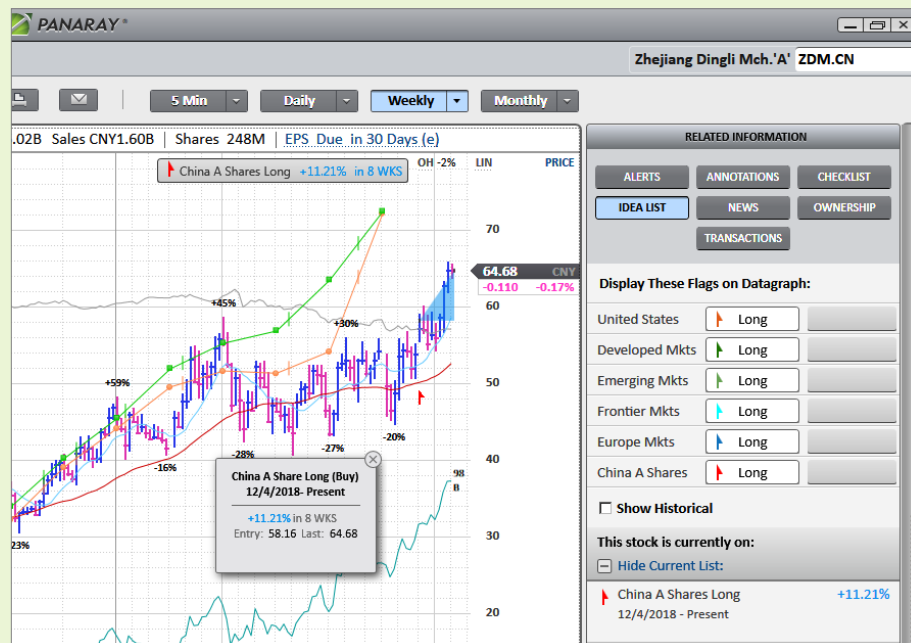 PANARAY®
Zhejiang Dingli Mch.'A' ZDM.CN
5 Min Daily Weekly Monthly
.02B Sales CNY1.60B Shares 248M EPS Due in 30 Days (e)
China A Shares Long +11.21% in 8 WKS
OH -2% LIN PRICE
70
64.68 CNY
-0.110 -0.17%
60
+45%
+30%
50
+59%
-16%
-28%
-27%
-20%
40
98
B
China A Share Long (Buy)
12/4/2018- Present
+11.21% in 8 WKS
Entry: 58.16 Last: 64.68
30
23%
20
RELATED INFORMATION
ALERTS ANNOTATIONS CHECKLIST
IDEA LIST NEWS OWNERSHIP
TRANSACTIONS
Display These Flags on Datagraph:
United States Long
Developed Mkts Long
Emerging Mkts Long
Frontier Mkts Long
Europe Mkts Long
China A Shares Long
Show Historical
This stock is currently on:
Hide Current List:
China A Shares Long +11.21%
12/4/2018 - Present